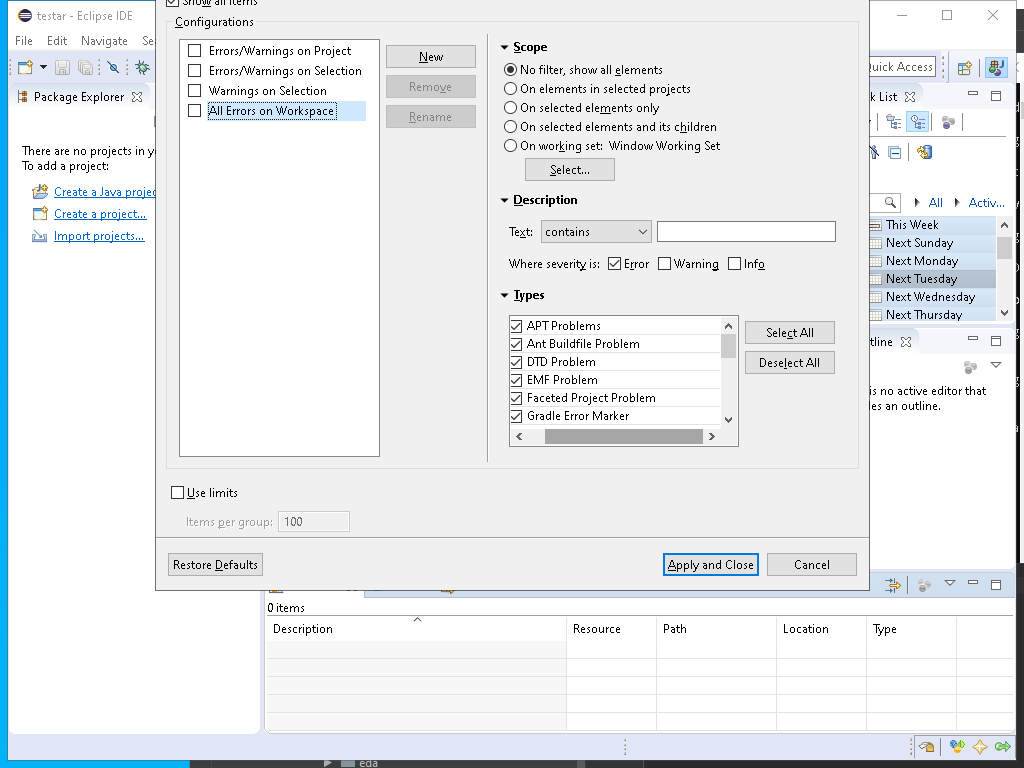 testar - Eclipse IDE
Show all items
File Edit Navigate Se
Configurations
Errors/Warnings on Project
Errors/Warnings on Selection
Warnings on Selection
All Errors on Workspace
New
Remove
Rename
Scope
No filter, show all elements
On elements in selected projects
On selected elements only
On selected elements and its children
On working set: Window Working Set
Select...
Description
Text: contains
Where severity is: Error Warning Info
Types
APT Problems
Ant Buildfile Problem
DTD Problem
EMF Problem
Faceted Project Problem
Gradle Error Marker
Select All
Deselect All
Use limits
Items per group: 100
Restore Defaults
Apply and Close
Cancel
Package Explorer
There are no projects in y
To add a project:
Create a Java projec
Create a project...
Import projects...
Quick Access
k List
All Activ...
This Week
Next Sunday
Next Monday
Next Tuesday
Next Wednesday
Next Thursday
tline
is no active editor that
les an outline.
0 items
Description Resource Path Location Type
eda